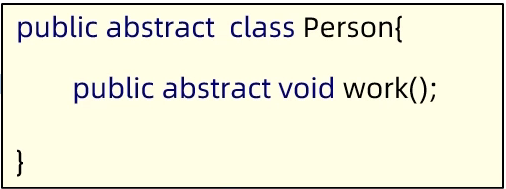 public abstract  class Person{
public abstract void work();
}